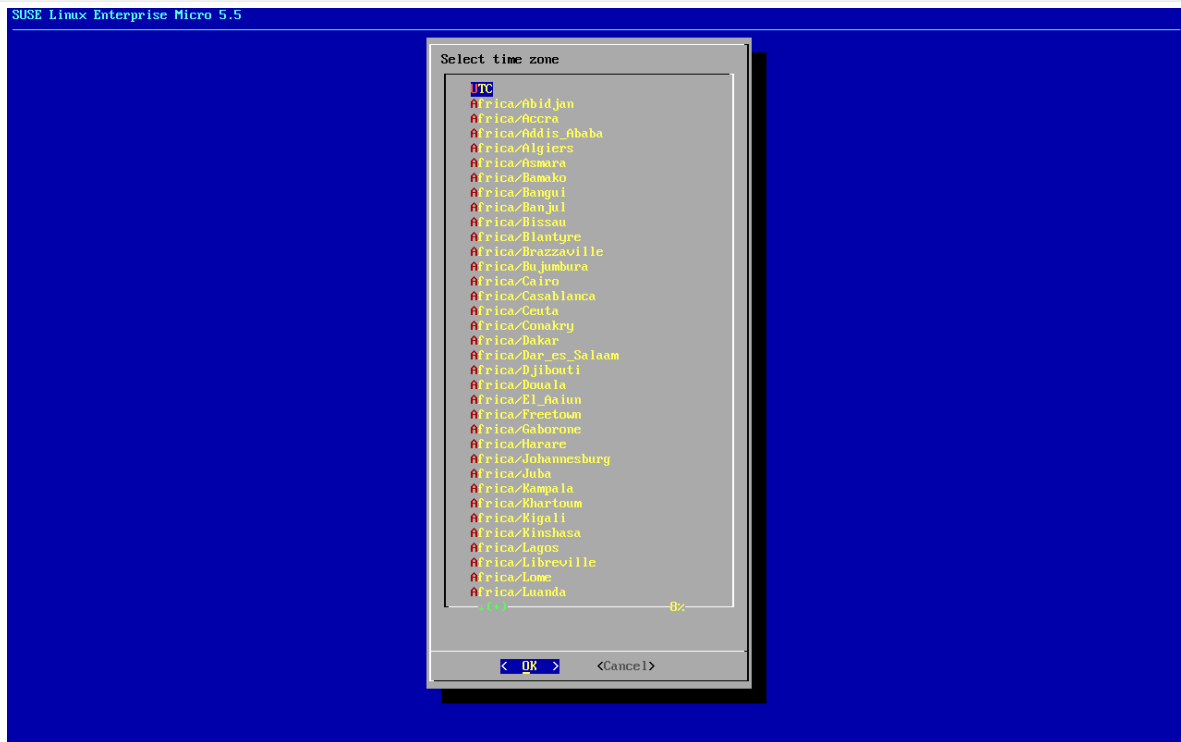 SUSE Linux Enterprise Micro 5.5
Select time zone
UTC
Africa/Abidjan
Africa/Accra
Africa/Addis_Ababa
Africa/Algiers
Africa/Asmara
Africa/Bamako
Africa/Bangui
Africa/Banjul
Africa/Bissau
Africa/Blantyre
Africa/Brazzaville
Africa/Bujumbura
Africa/Cairo
Africa/Casablanca
Africa/Ceuta
Africa/Conakry
Africa/Dakar
Africa/Dar_es_Salaam
Africa/Djibouti
Africa/Douala
Africa/El_Aaiun
Africa/Freetown
Africa/Gaborone
Africa/Harare
Africa/Johannesburg
Africa/Juba
Africa/Kampala
Africa/Khartoum
Africa/Kigali
Africa/Kinshasa
Africa/Lagos
Africa/Libreville
Africa/Lome
Africa/Luanda
↓(+) 8%
< OK > <Cancel>